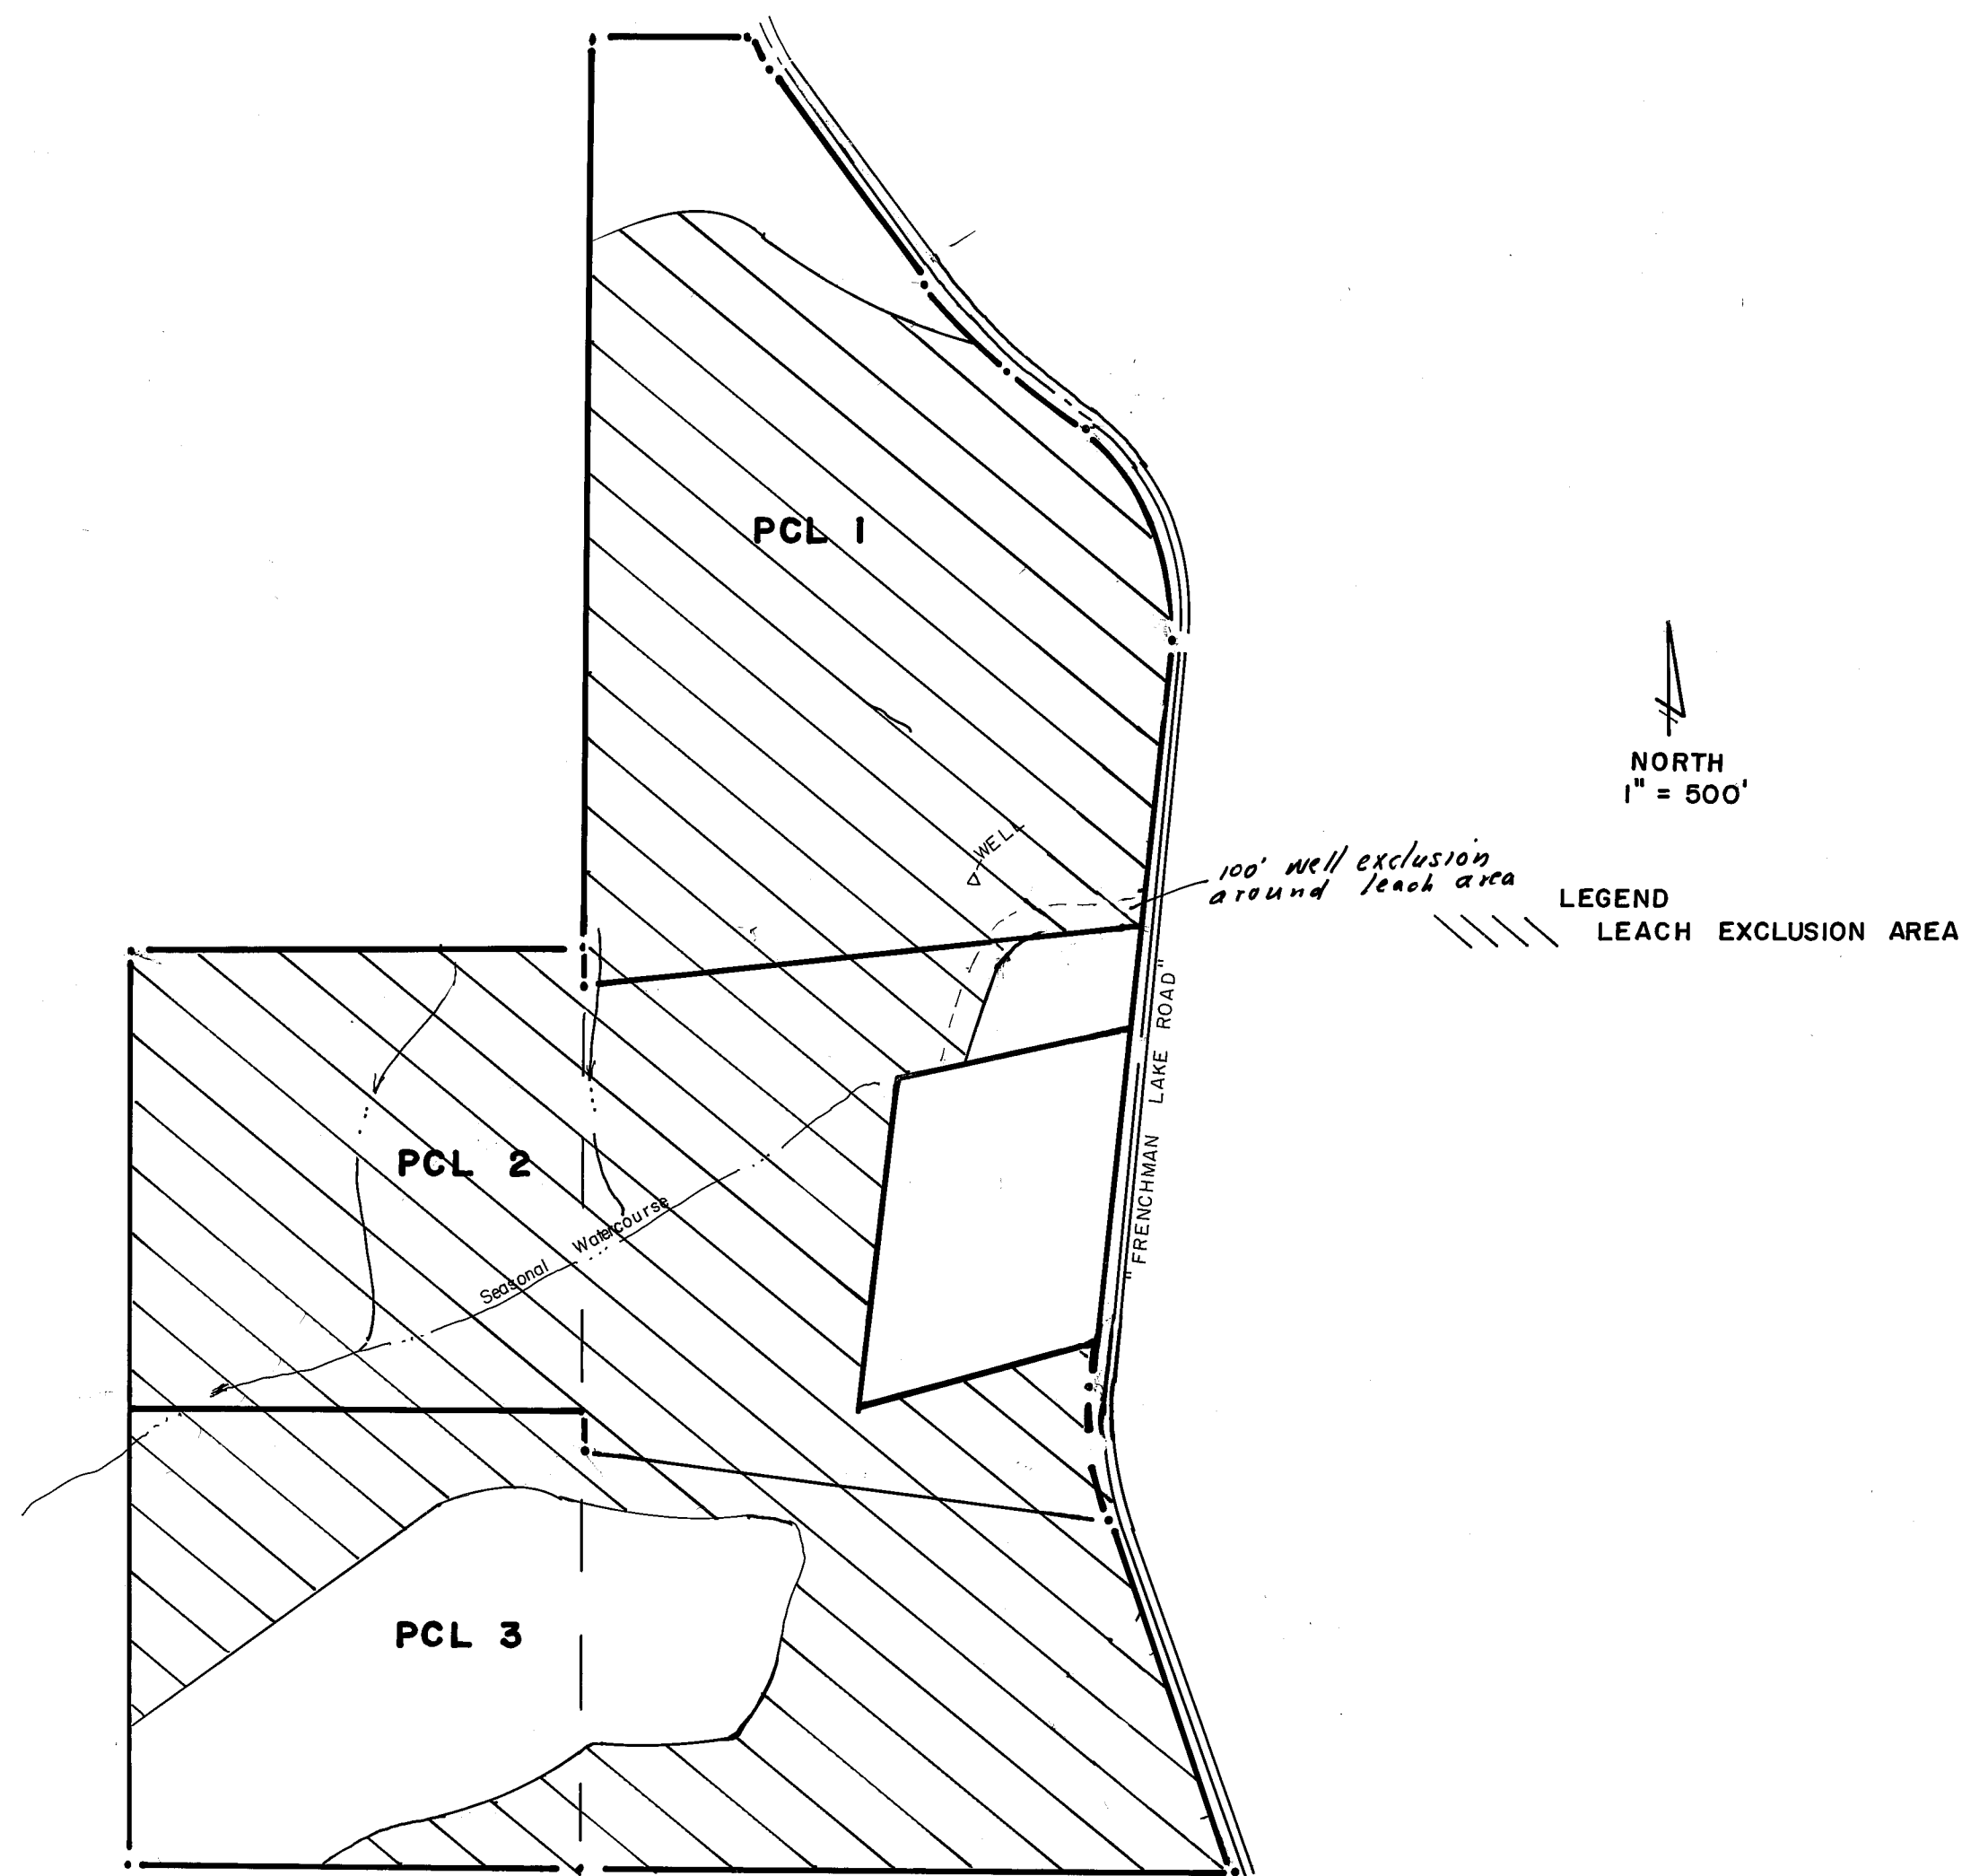 PCL 1
NORTH
1" = 500'
WELL
100' well exclusion
around leach area
LEGEND
LEACH EXCLUSION AREA
"FRENCHMAN LAKE ROAD"
PCL 2
Seasonal Watercourse
PCL 3